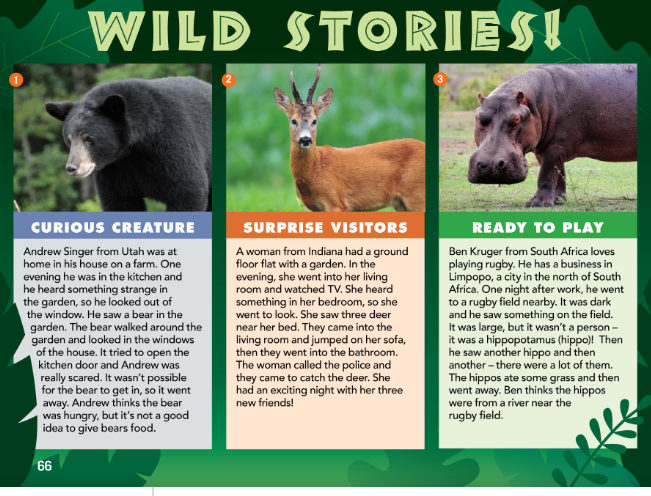 WILD STORIES!
1
CURIOUS CREATURE
Andrew Singer from Utah was at
home in his house on a farm. One
evening he was in the kitchen and
he heard something strange in
the garden, so he looked out of
the window. He saw a bear in the
garden. The bear walked around the
garden and looked in the windows
of the house. It tried to open the
kitchen door and Andrew was
really scared. It wasn't possible
for the bear to get in, so it went
away. Andrew thinks the bear
was hungry, but it's not a good
idea to give bears food.
2
SURPRISE VISITORS
A woman from Indiana had a ground
floor flat with a garden. In the
evening, she went into her living
room and watched TV. She heard
something in her bedroom, so she
went to look. She saw three deer
near her bed. They came into the
living room and jumped on her sofa,
then they went into the bathroom.
The woman called the police and
they came to catch the deer. She
had an exciting night with her three
new friends!
3
READY TO PLAY
Ben Kruger from South Africa loves
playing rugby. He has a business in
Limpopo, a city in the north of South
Africa. One night after work, he went
to a rugby field nearby. It was dark
and he saw something on the field.
It was large, but it wasn't a person –
it was a hippopotamus (hippo)! Then
he saw another hippo and then
another – there were a lot of them.
The hippos ate some grass and then
went away. Ben thinks the hippos
were from a river near the
rugby field.
66